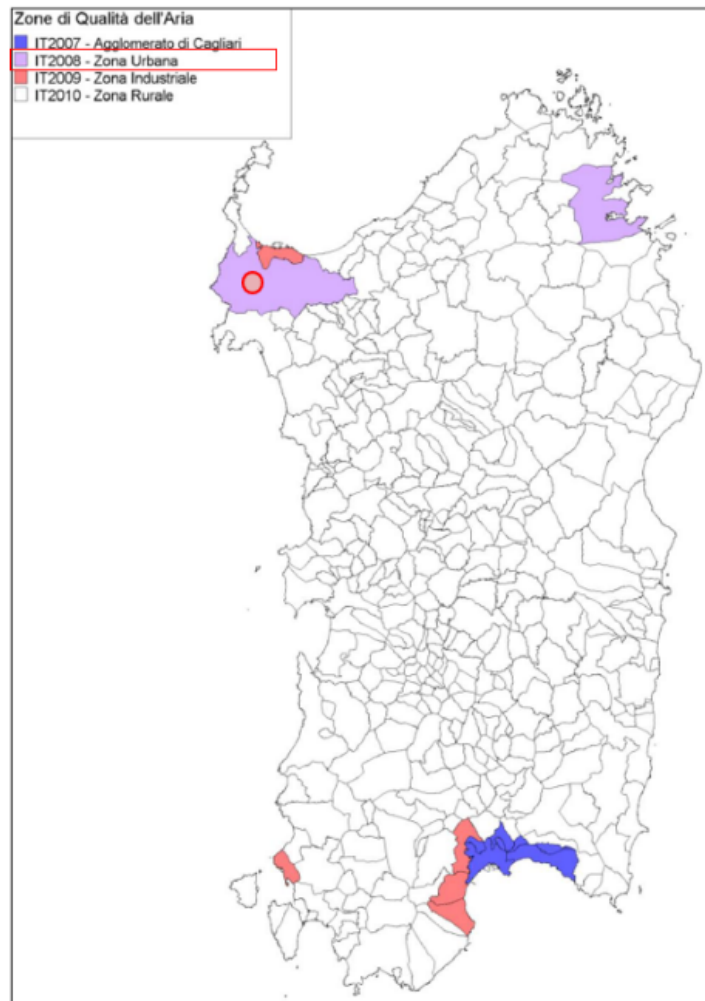 Zone di Qualità dell'Aria
IT2007 - Agglomerato di Cagliari
IT2008 - Zona Urbana
IT2009 - Zona Industriale
IT2010 - Zona Rurale